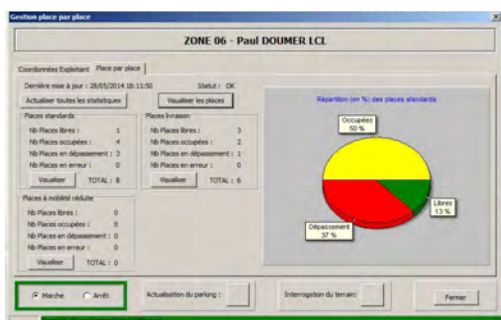 Gestion place par place
ZONE 06 - Paul DOUMER LCL
Coordonnées Exploitant
Place par place
Dernière mise à jour : 28/05/2014 18:11:50
Statut : OK
Actualiser toutes les statistiques
Visualiser les places
Places standards
Nb Places libres : 1
Nb Places occupées : 4
Nb Places en dépassement : 3
Nb Places en erreur : 0
Visualiser
TOTAL : 8
Places livraison
Nb Places libres : 3
Nb Places occupées : 2
Nb Places en dépassement : 1
Nb Places en erreur : 0
Visualiser
TOTAL : 6
Places à mobilité réduite
Nb Places libres : 0
Nb Places occupées : 0
Nb Places en dépassement : 0
Nb Places en erreur : 0
Visualiser
TOTAL : 0
Répartition (en %) des places standards
Occupées
50 %
Libres
13 %
Dépassement
37 %
Marche
Arrêt
Actualisation du parking :
Interrogation du terrain:
Fermer